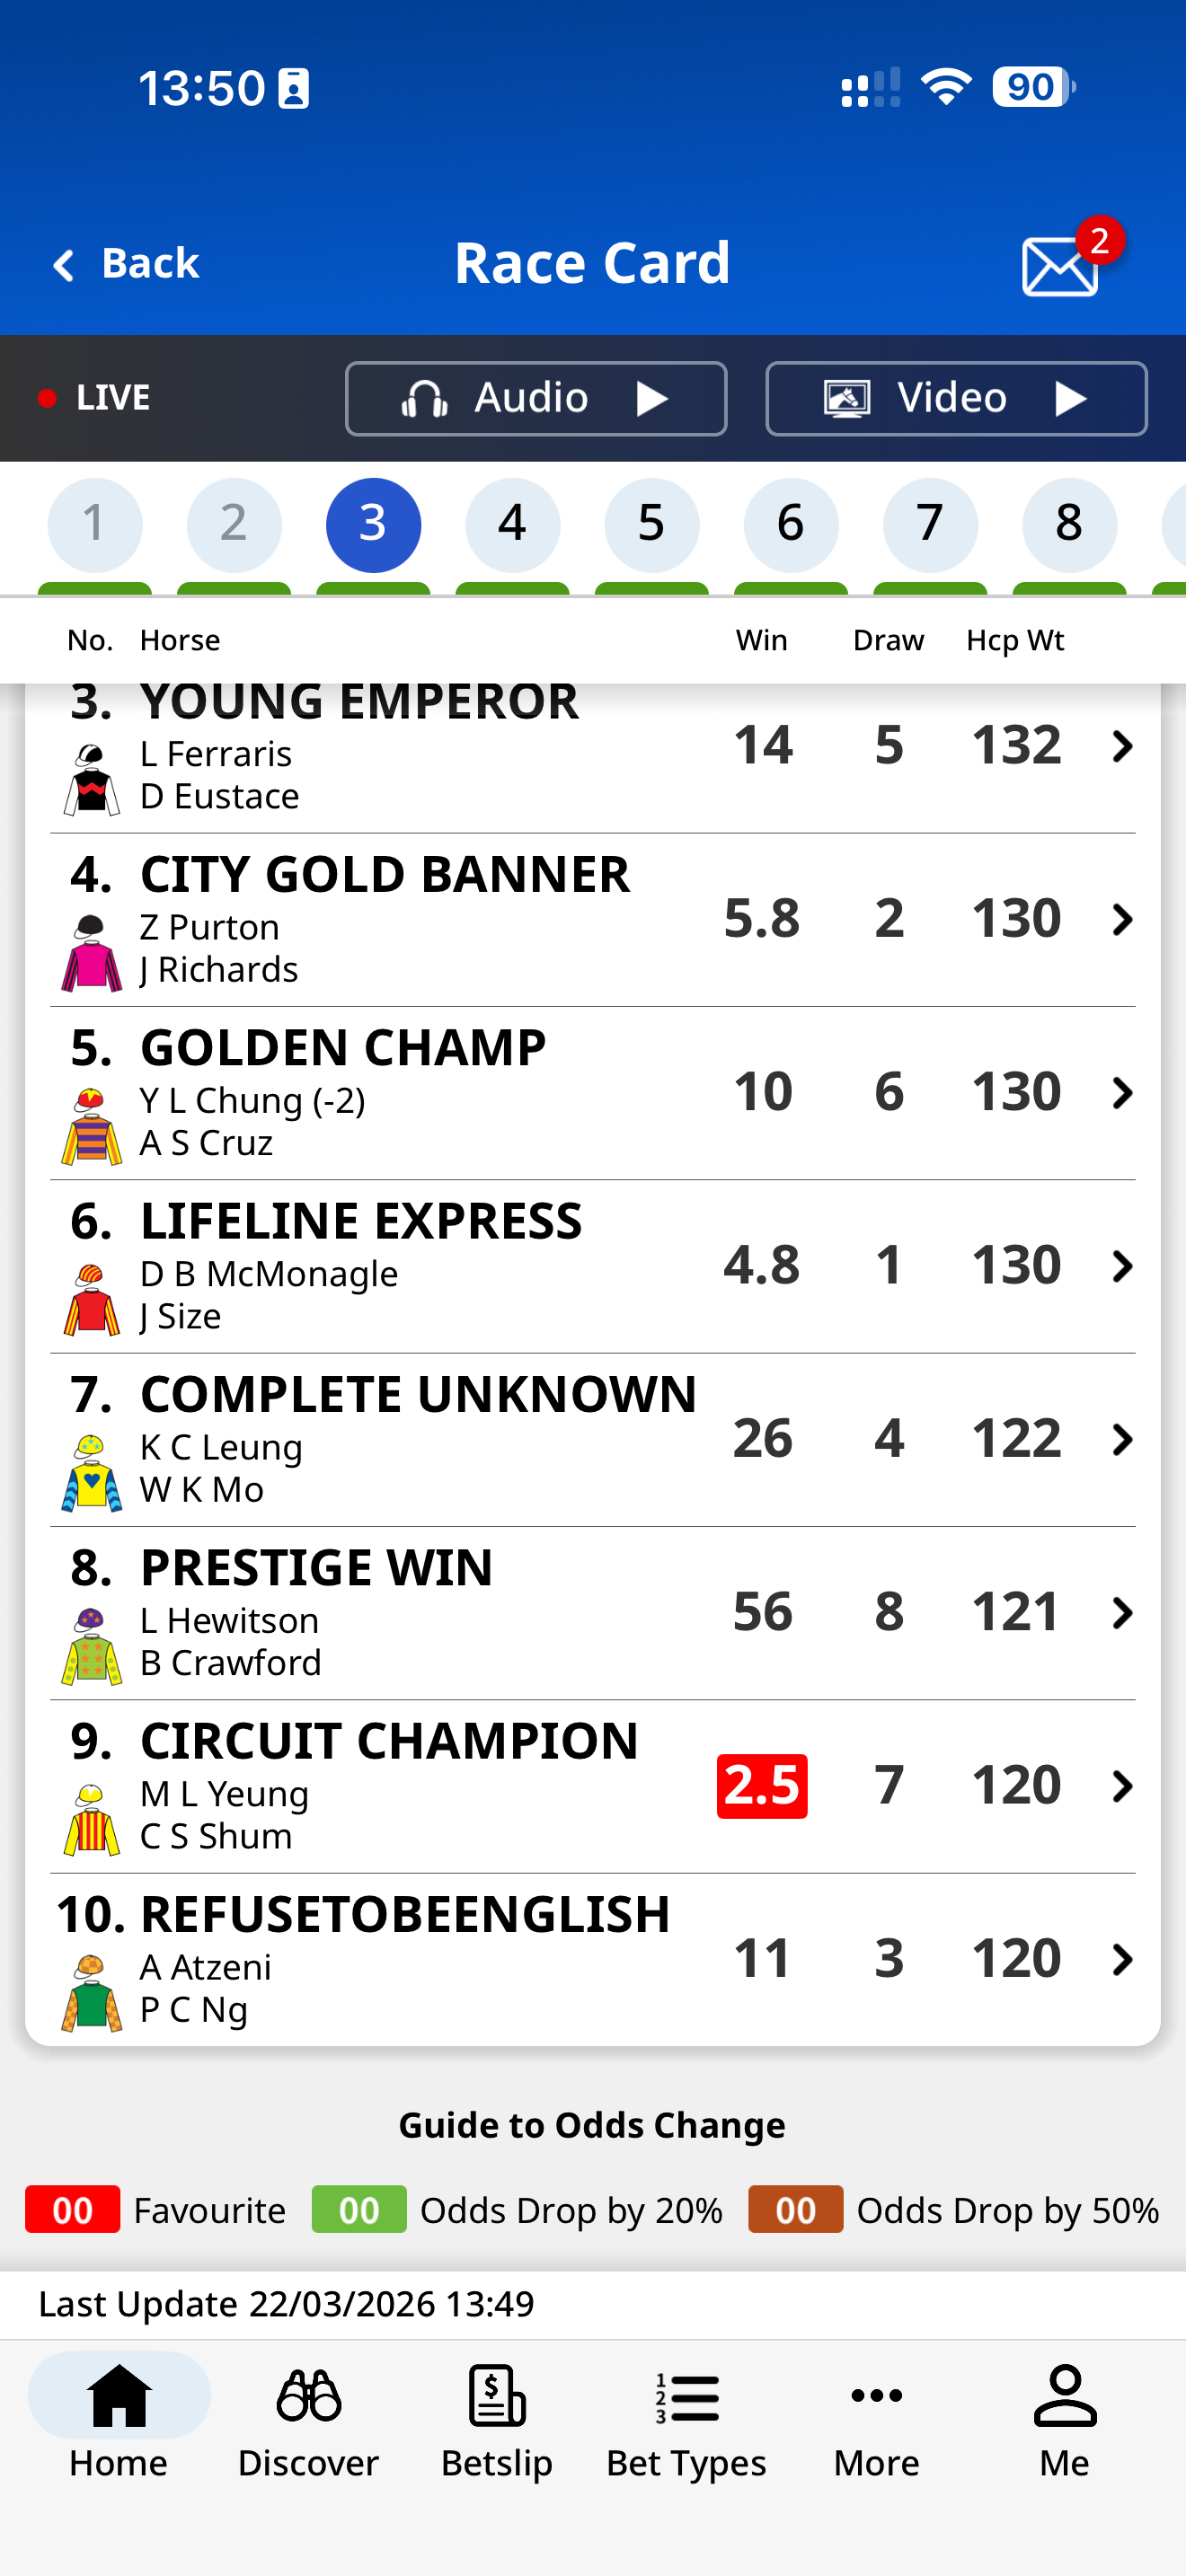 13:50
90
Back
Race Card
2
LIVE
Audio
Video
1 2 3 4 5 6 7 8
No. Horse Win Draw Hcp Wt
3. YOUNG EMPEROR
L Ferraris
D Eustace
14 5 132
4. CITY GOLD BANNER
Z Purton
J Richards
5.8 2 130
5. GOLDEN CHAMP
Y L Chung (-2)
A S Cruz
10 6 130
6. LIFELINE EXPRESS
D B McMonagle
J Size
4.8 1 130
7. COMPLETE UNKNOWN
K C Leung
W K Mo
26 4 122
8. PRESTIGE WIN
L Hewitson
B Crawford
56 8 121
9. CIRCUIT CHAMPION
M L Yeung
C S Shum
2.5 7 120
10. REFUSETOBEENGLISH
A Atzeni
P C Ng
11 3 120
Guide to Odds Change
00 Favourite 00 Odds Drop by 20% 00 Odds Drop by 50%
Last Update 22/03/2026 13:49
Home Discover Betslip Bet Types More Me